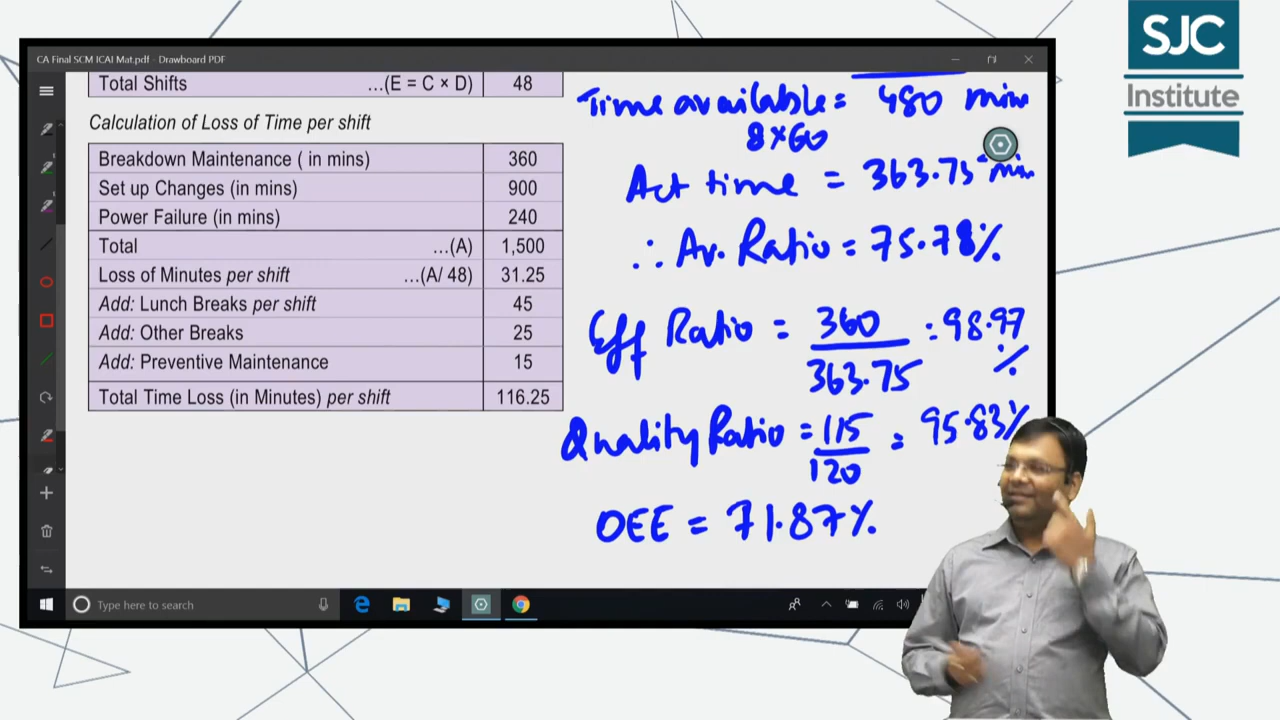 CA Final SCM ICAI Mat.pdf - Drawboard PDF
SJC
Institute
Total Shifts …(E = C × D) 48
Calculation of Loss of Time per shift
Breakdown Maintenance ( in mins) 360
Set up Changes (in mins) 900
Power Failure (in mins) 240
Total …(A) 1,500
Loss of Minutes per shift …(A/ 48) 31.25
Add: Lunch Breaks per shift 45
Add: Other Breaks 25
Add: Preventive Maintenance 15
Total Time Loss (in Minutes) per shift 116.25
Time available = 480 mins
8×60
Act time = 363.75 min
∴ Av. Ratio = 75.78%
Eff Ratio = 360 = 98.97
363.75 %
Quality Ratio = 115 = 95.83%
120
OEE = 71.87%
Type here to search